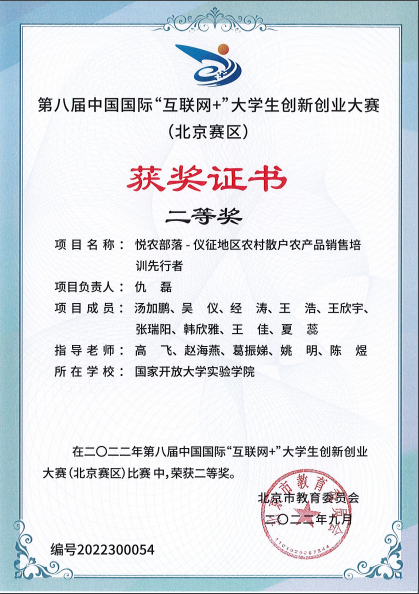 第八届中国国际“互联网+”大学生创新创业大赛
（北京赛区）
获奖证书
二等奖
项目名称：悦农部落-仪征地区农村散户农产品销售培
训先行者
项目负责人：仇 磊
项目成员：汤加鹏、吴 仪、经 涛、王 浩、王欣宇、
张瑞阳、韩欣雅、王 佳、夏 蕊
指导老师：高 飞、赵海燕、葛振娣、姚 明、陈 煜
所在学校：国家开放大学实验学院
在二〇二二年第八届中国国际“互联网+”大学生创新创业
大赛（北京赛区）比赛中，荣获二等奖。
北京市教育委员会
二〇二二年九月
北京市教育委员会
编号2022300054